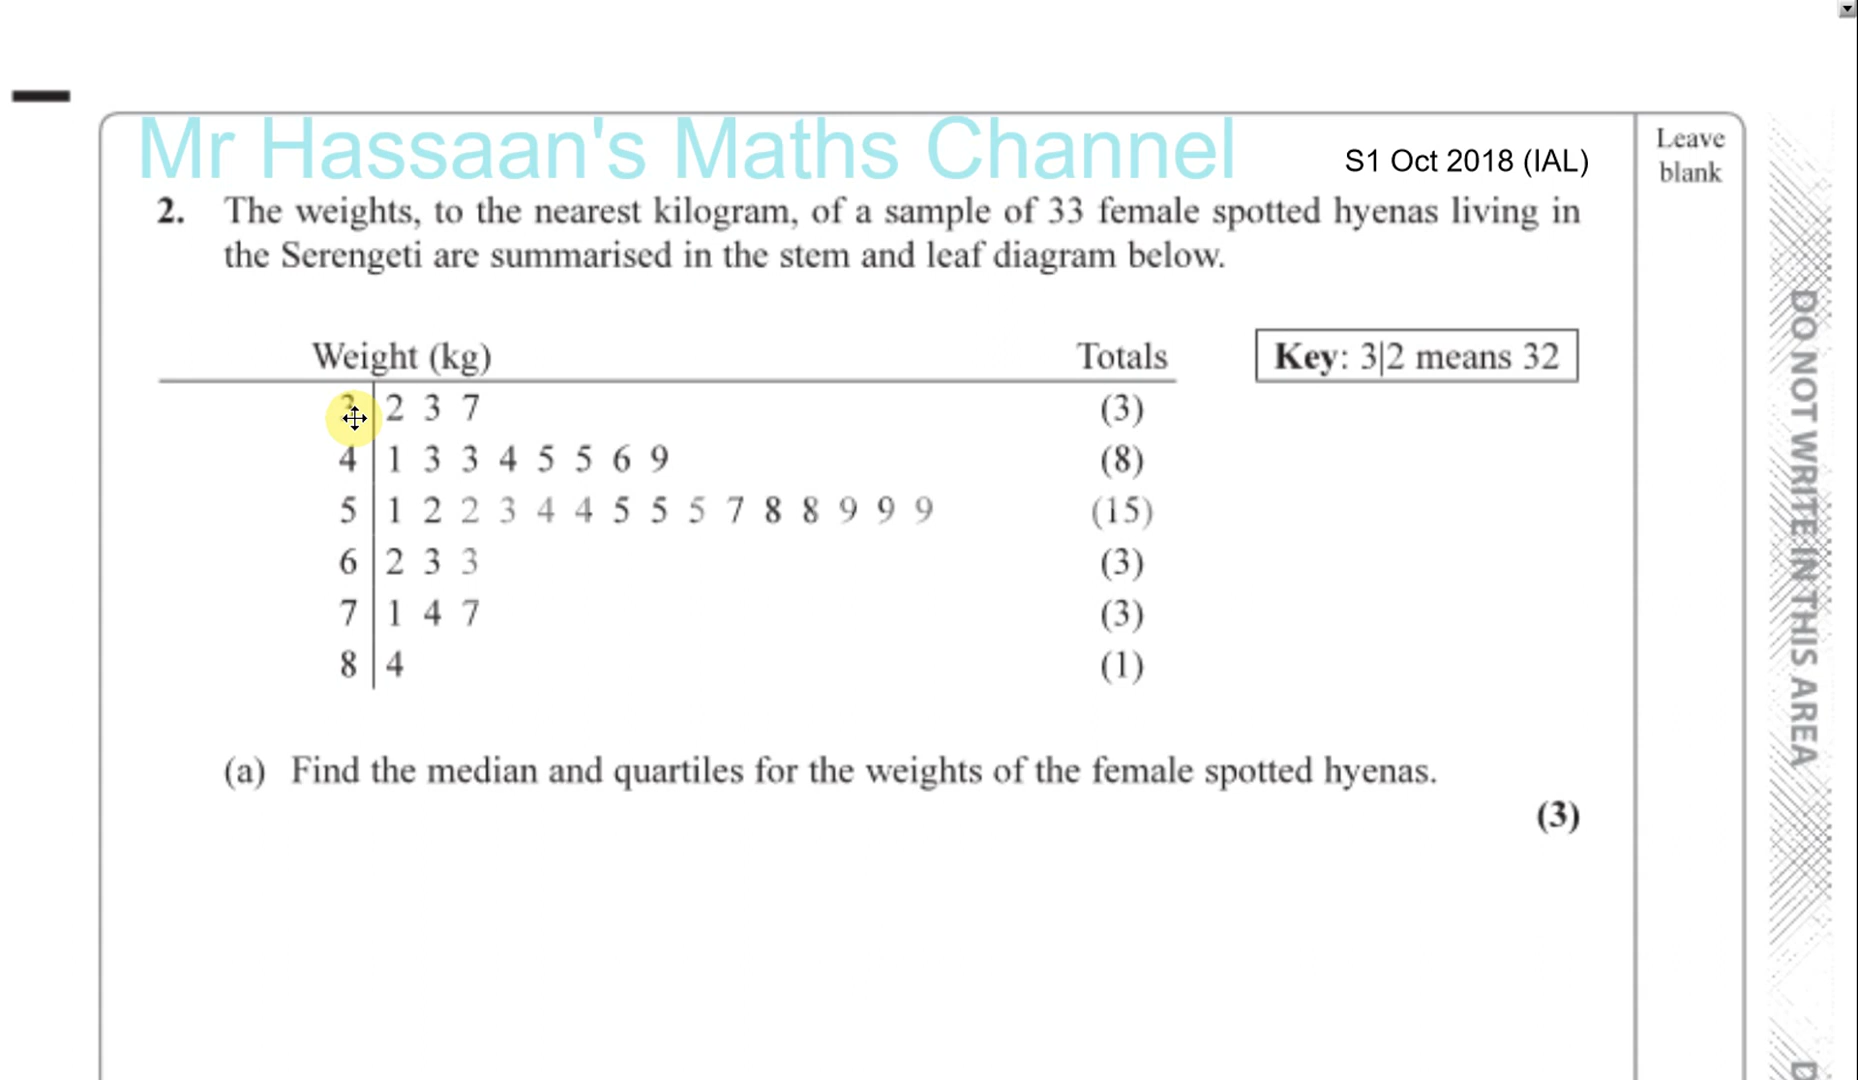 Mr Hassaan's Maths Channel
S1 Oct 2018 (IAL)
Leave
blank
2. The weights, to the nearest kilogram, of a sample of 33 female spotted hyenas living in
the Serengeti are summarised in the stem and leaf diagram below.
Weight (kg) Totals
Key: 3|2 means 32
3 | 2 3 7 (3)
4 | 1 3 3 4 5 5 6 9 (8)
5 | 1 2 2 3 4 4 5 5 5 7 8 8 9 9 9 (15)
6 | 2 3 3 (3)
7 | 1 4 7 (3)
8 | 4 (1)
(a) Find the median and quartiles for the weights of the female spotted hyenas.
(3)
DO NOT WRITE IN THIS AREA
D